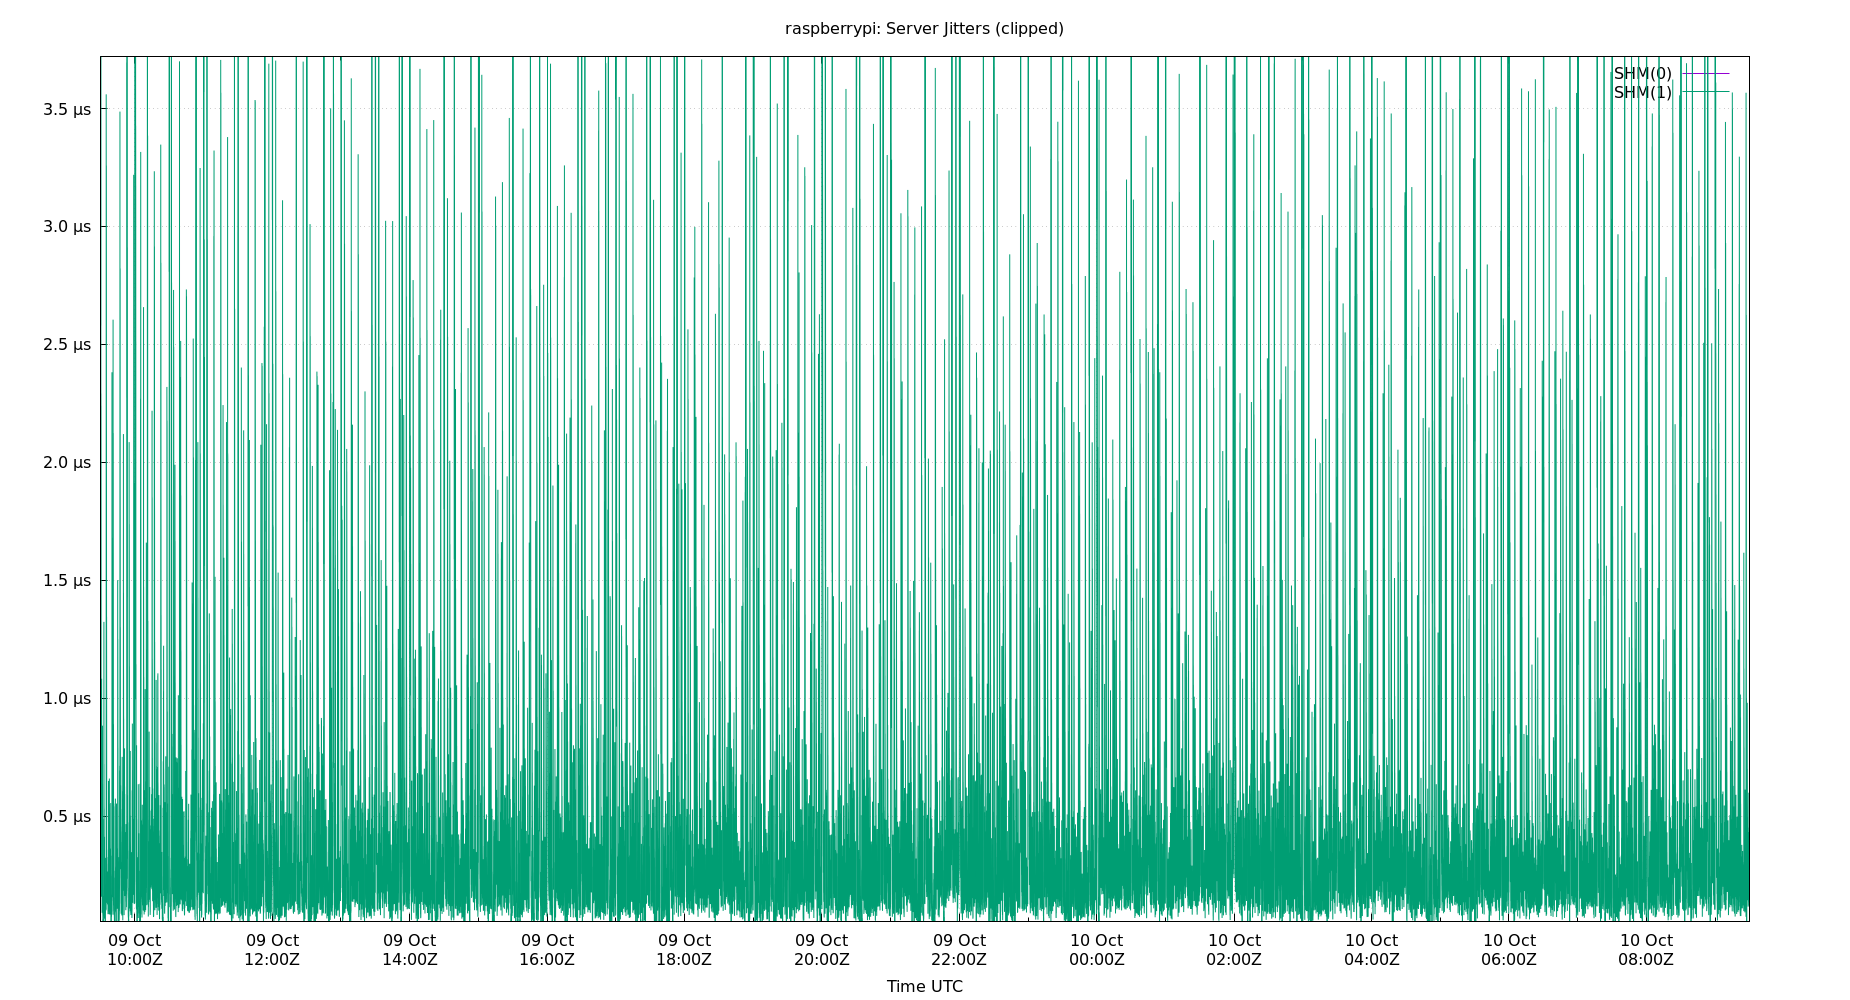 raspberrypi: Server Jitters (clipped)
SHM(0)
SHM(1)
3.5 µs
3.0 µs
2.5 µs
2.0 µs
1.5 µs
1.0 µs
0.5 µs
09 Oct 09 Oct 09 Oct 09 Oct 09 Oct 09 Oct 09 Oct 10 Oct 10 Oct 10 Oct 10 Oct 10 Oct
10:00Z 12:00Z 14:00Z 16:00Z 18:00Z 20:00Z 22:00Z 00:00Z 02:00Z 04:00Z 06:00Z 08:00Z
Time UTC